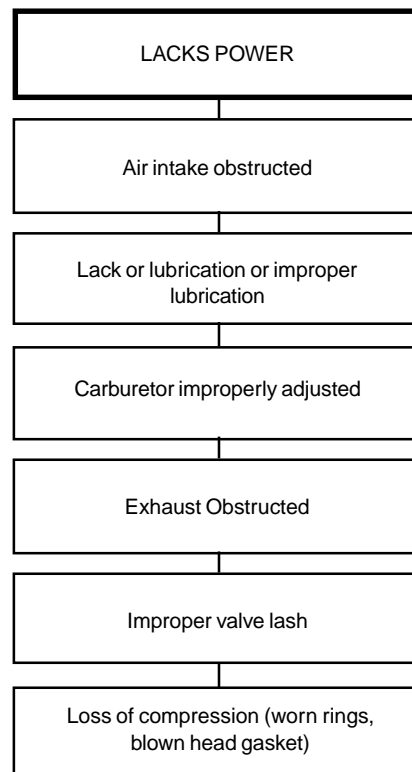 LACKS POWER
Air intake obstructed
Lack or lubrication or improper
lubrication
Carburetor improperly adjusted
Exhaust Obstructed
Improper valve lash
Loss of compression (worn rings,
blown head gasket)